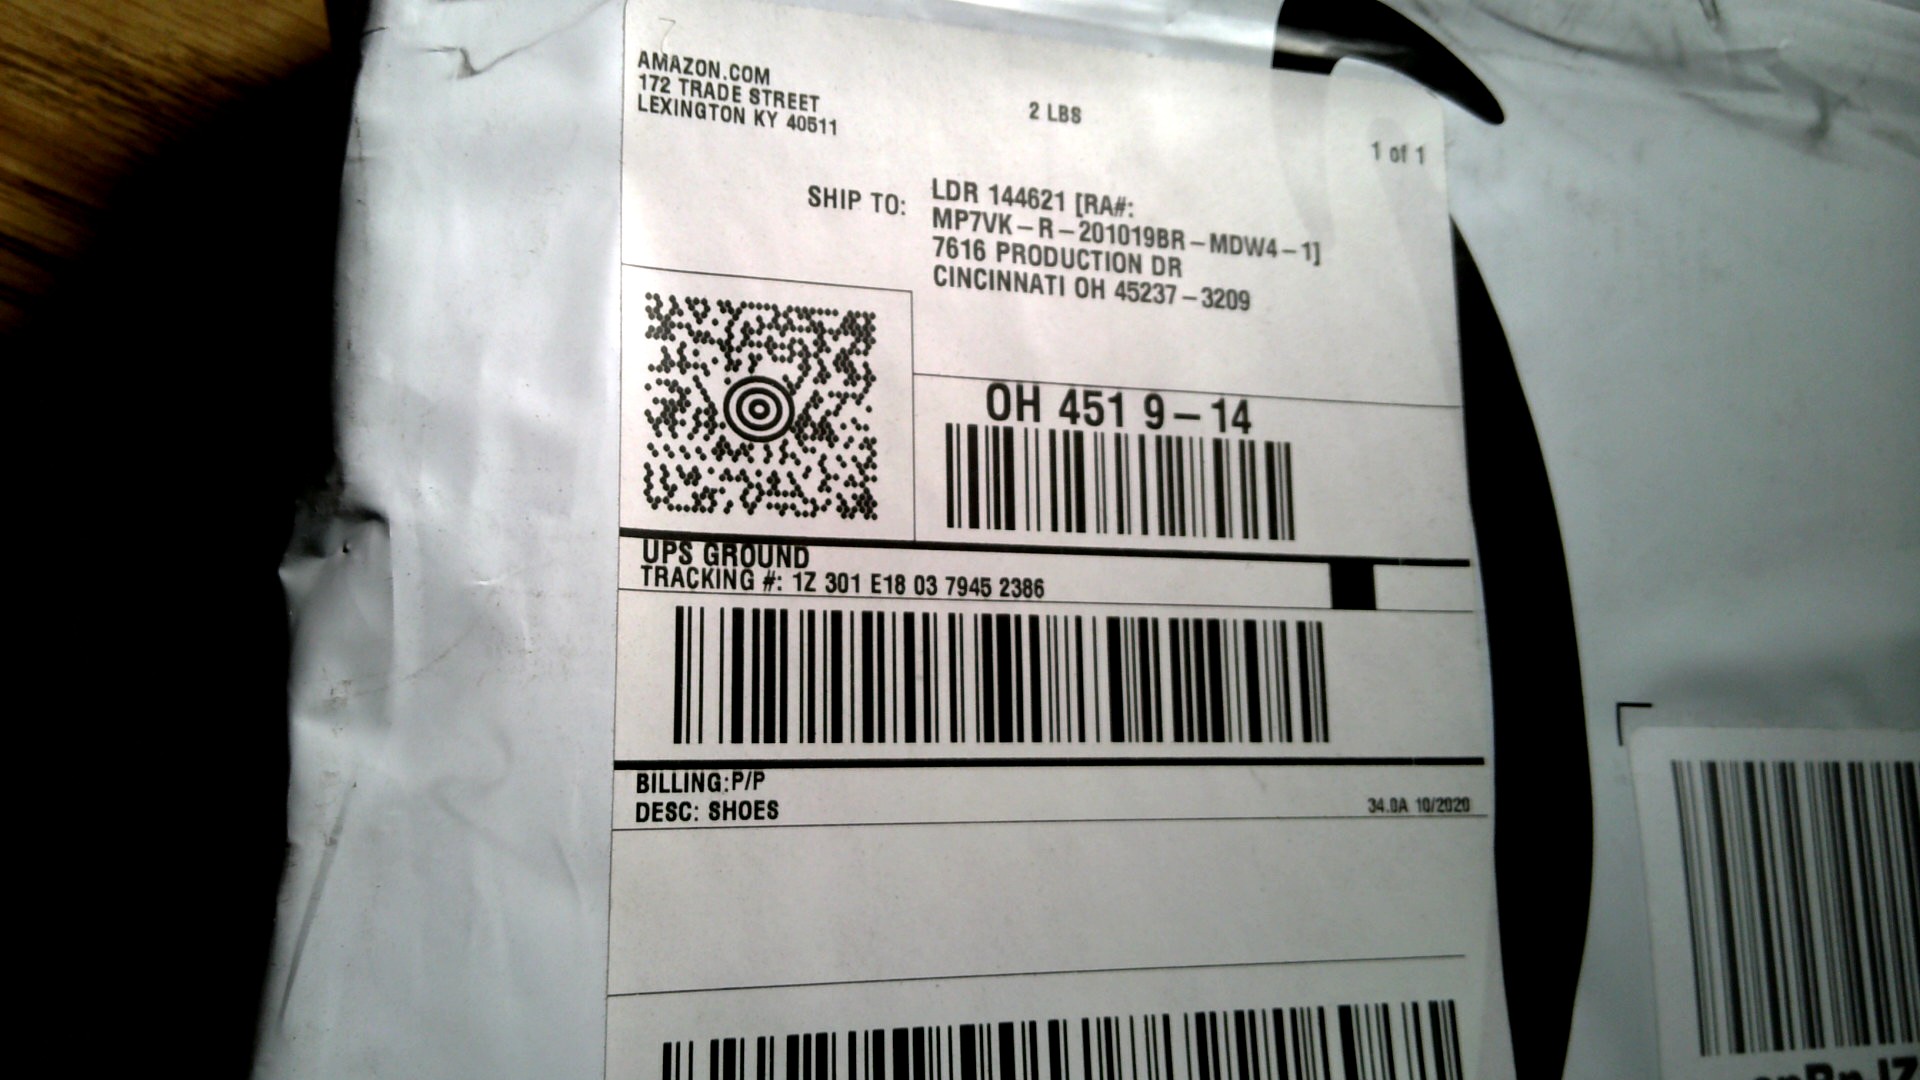 AMAZON.COM
172 TRADE STREET
LEXINGTON KY 40511
2 LBS
1 of 1
SHIP TO:
LDR 144621 [RA#:
MP7VK-R-201019BR-MDW4-1]
7616 PRODUCTION DR
CINCINNATI OH 45237-3209
OH 451 9-14
UPS GROUND
TRACKING #: 1Z 301 E18 03 7945 2386
BILLING:P/P
DESC: SHOES
34.0A 10/2020